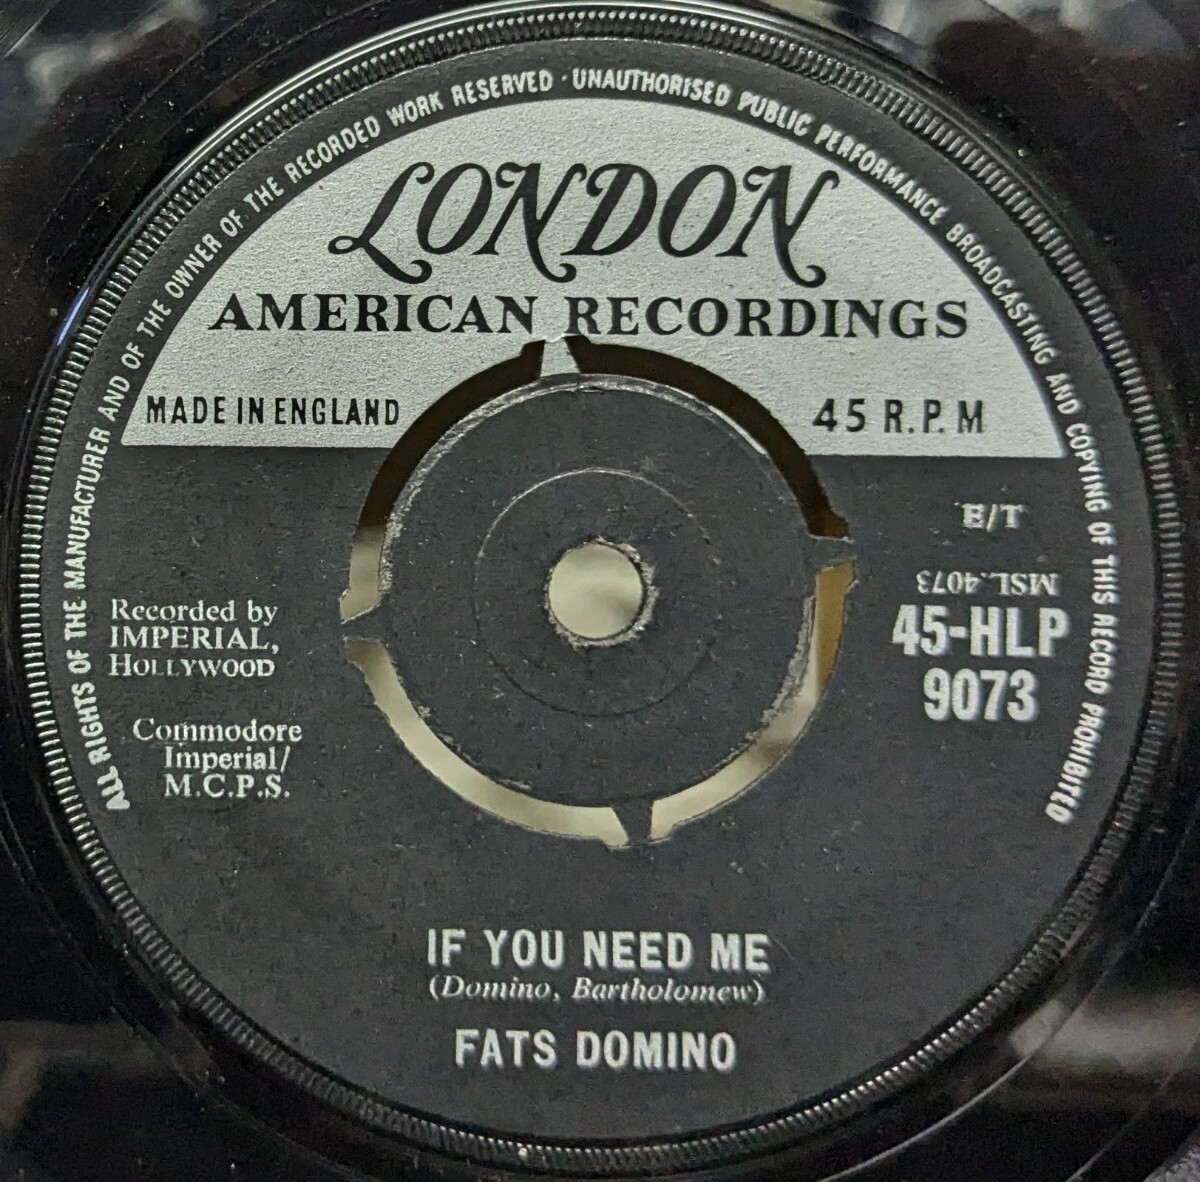 ALL RIGHTS OF THE MANUFACTURER AND OF THE OWNER OF THE RECORDED WORK RESERVED · UNAUTHORISED PUBLIC PERFORMANCE BROADCASTING AND COPYING OF THIS RECORD PROHIBITED
LONDON
AMERICAN RECORDINGS
MADE IN ENGLAND
45 R.P.M
E/T
MSL.4073
45-HLP
9073
Recorded by
IMPERIAL,
HOLLYWOOD
Commodore
Imperial/
M.C.P.S.
IF YOU NEED ME
(Domino, Bartholomew)
FATS DOMINO